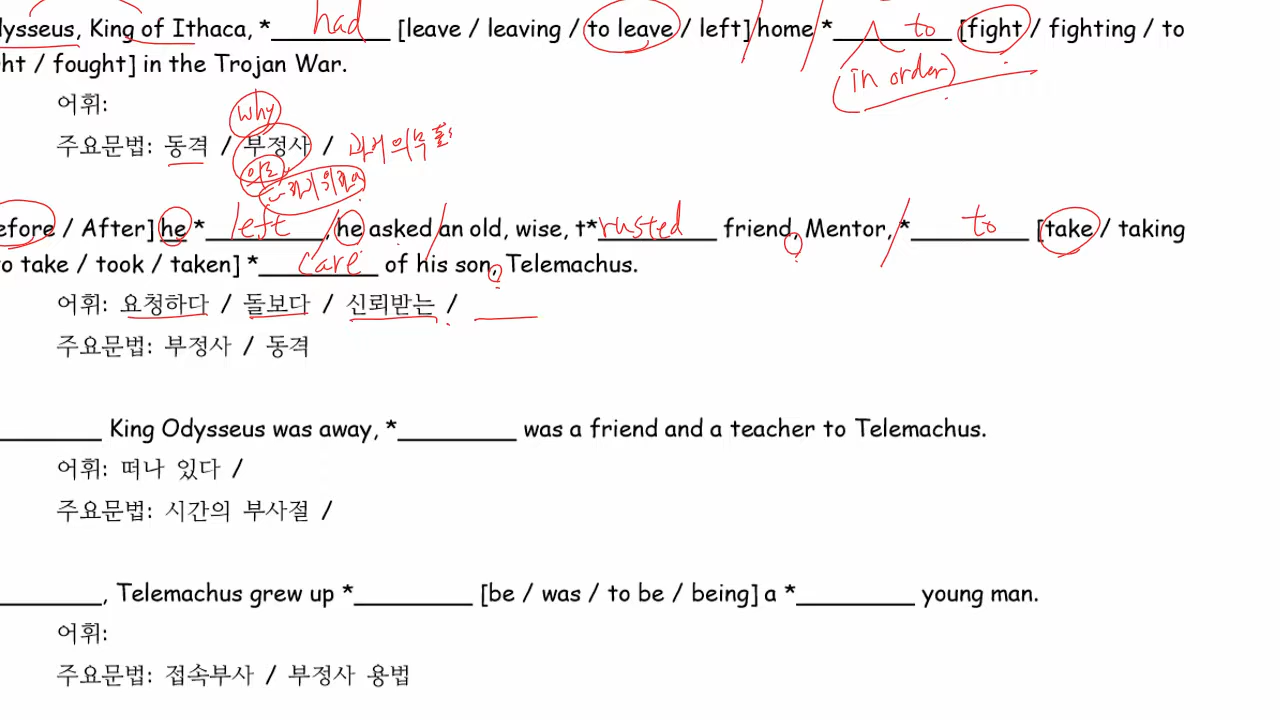 dysseus, King of Ithaca, * had [leave / leaving / to leave / left] home * to [fight / fighting / to
ht / fought] in the Trojan War.
(in order)
어휘:
why
주요문법: 동격 / 부정사 / 과거의무
efore / After] he * left , he asked an old, wise, t*rusted friend, Mentor, * to [take / taking
o take / took / taken] * care of his son, Telemachus.
어휘: 요청하다 / 돌보다 / 신뢰받는 /
주요문법: 부정사 / 동격
King Odysseus was away, * was a friend and a teacher to Telemachus.
어휘: 떠나 있다 /
주요문법: 시간의 부사절 /
, Telemachus grew up * [be / was / to be / being] a * young man.
어휘:
주요문법: 접속부사 / 부정사 용법